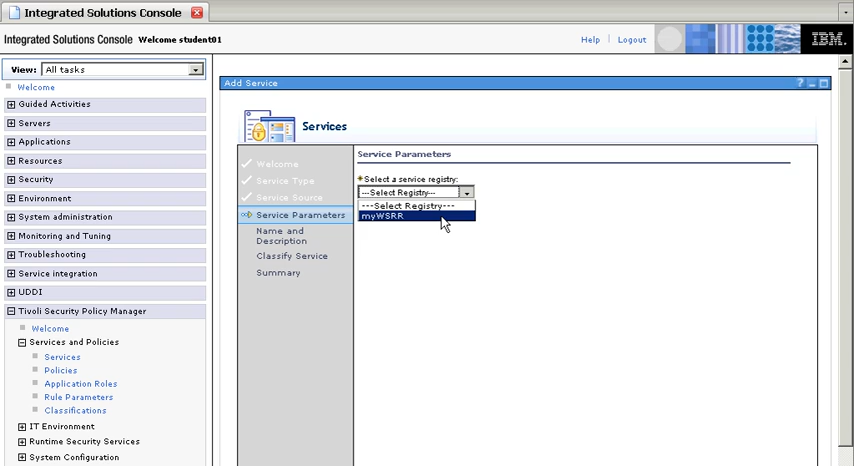 Integrated Solutions Console
Integrated Solutions Console Welcome student01
Help
Logout
IBM.
View: All tasks
Welcome
Guided Activities
Servers
Applications
Resources
Security
Environment
System administration
Monitoring and Tuning
Troubleshooting
Service integration
UDDI
Tivoli Security Policy Manager
Welcome
Services and Policies
Services
Policies
Application Roles
Rule Parameters
Classifications
IT Environment
Runtime Security Services
System Configuration
Add Service
?
Services
Welcome
Service Type
Service Source
Service Parameters
Name and
Description
Classify Service
Summary
Service Parameters
Select a service registry:
---Select Registry---
---Select Registry---
myWSRR